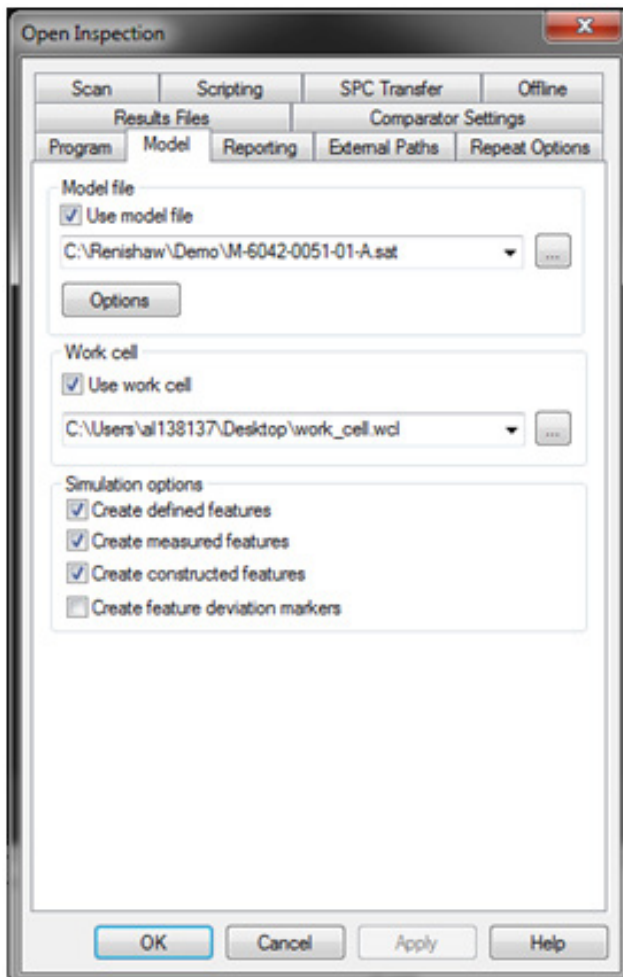 Open Inspection
Scan Scripting SPC Transfer Offline
Results Files Comparator Settings
Program Model Reporting External Paths Repeat Options
Model file
Use model file
C:\Renishaw\Demo\M-6042-0051-01-A.sat ...
Options
Work cell
Use work cell
C:\Users\al138137\Desktop\work_cell.wcl ...
Simulation options
Create defined features
Create measured features
Create constructed features
Create feature deviation markers
OK Cancel Apply Help